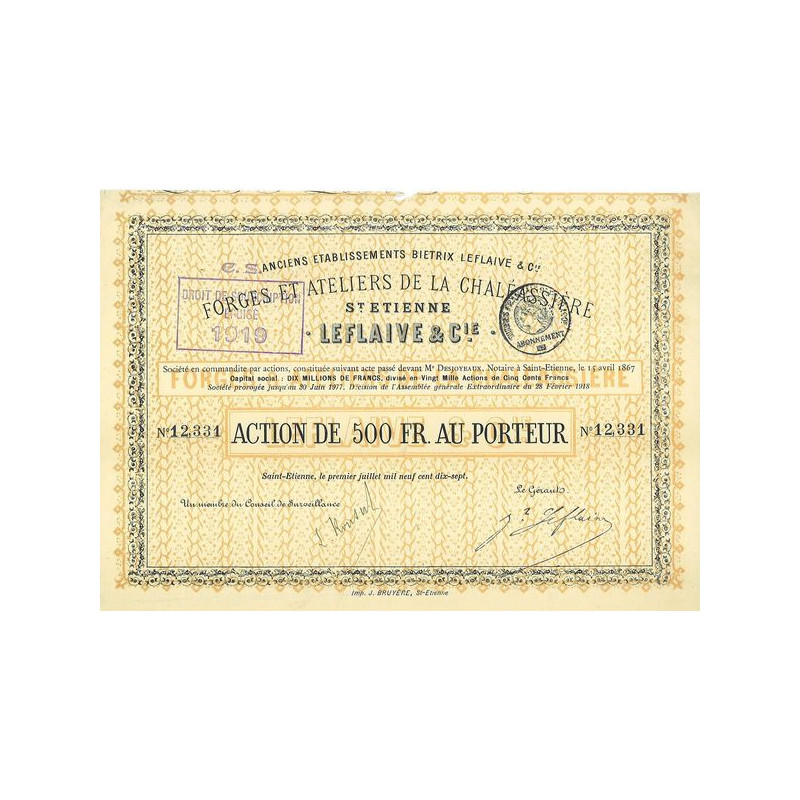 ANCIENS ETABLISSEMENTS BIETRIX LEFLAIVE & Cie
FORGES ET ATELIERS DE LA CHALÉASSIÈRE
St ETIENNE
LEFLAIVE & Cie
C. S.
DROIT DE SOUSCRIPTION
1919
ABONNEMENT
Société en commandite par actions, constituée suivant acte passé devant Me DESJOYEAUX, Notaire à Saint-Etienne, le 15 avril 1867
Capital social : DIX MILLIONS DE FRANCS, divisé en Vingt Mille Actions de Cinq Cents Francs
Société prorogée jusqu'au 30 Juin 1977. Décision de l'Assemblée générale Extraordinaire du 28 Février 1918
No 12,331 ACTION DE 500 FR. AU PORTEUR No 12,331
Saint-Etienne, le premier juillet mil neuf cent dix-sept.
Un membre du Conseil de Surveillance
Le Gérant
Imp. J. BRUYÈRE, St-Etienne